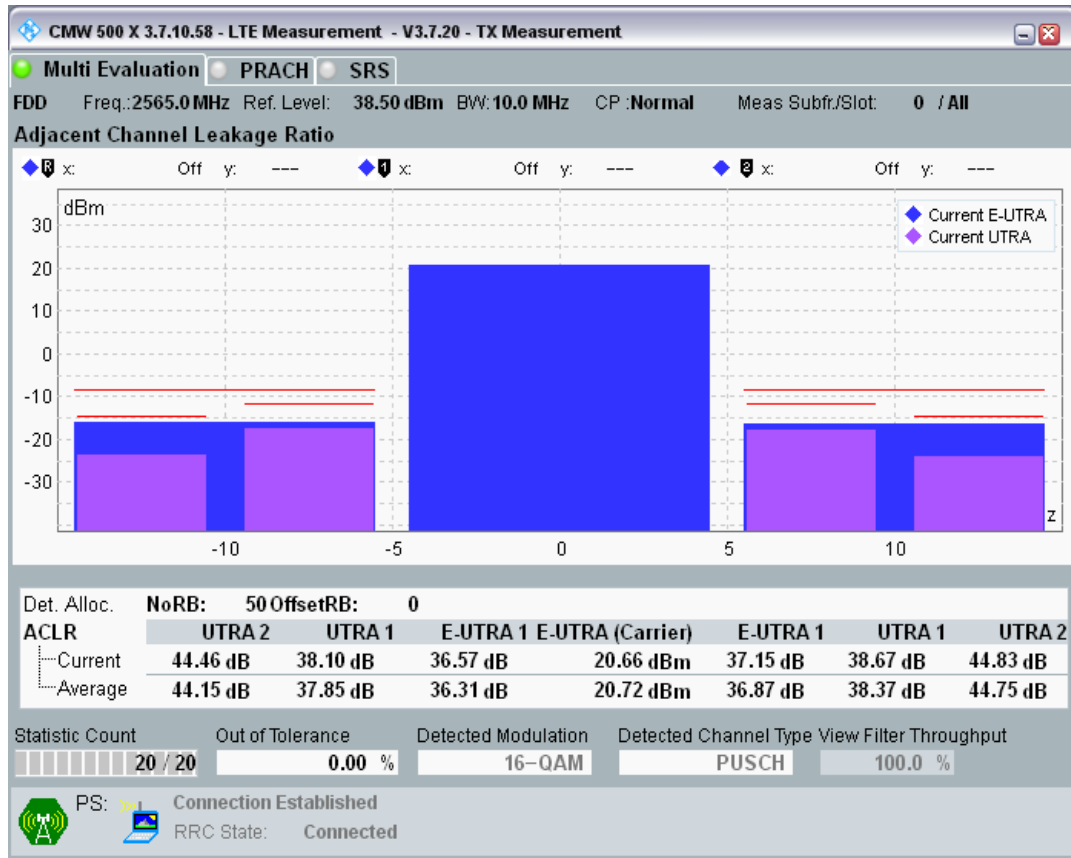 CMW 500 X 3.7.10.58 - LTE Measurement - V3.7.20 - TX Measurement
Multi Evaluation PRACH SRS
FDD Freq.:2565.0 MHz Ref. Level: 38.50 dBm BW:10.0 MHz CP :Normal Meas Subfr./Slot: 0 / All
Adjacent Channel Leakage Ratio
R x: Off y: --- 1 x: Off y: --- 2 x: Off y: ---
dBm
Current E-UTRA
Current UTRA
30
20
10
0
-10
-20
-30
z
-10 -5 0 5 10
Det. Alloc. NoRB: 50 OffsetRB: 0
ACLR UTRA 2 UTRA 1 E-UTRA 1 E-UTRA (Carrier) E-UTRA 1 UTRA 1 UTRA 2
Current 44.46 dB 38.10 dB 36.57 dB 20.66 dBm 37.15 dB 38.67 dB 44.83 dB
Average 44.15 dB 37.85 dB 36.31 dB 20.72 dBm 36.87 dB 38.37 dB 44.75 dB
Statistic Count Out of Tolerance Detected Modulation Detected Channel Type View Filter Throughput
20 / 20 0.00 % 16-QAM PUSCH 100.0 %
PS: Connection Established
RRC State: Connected